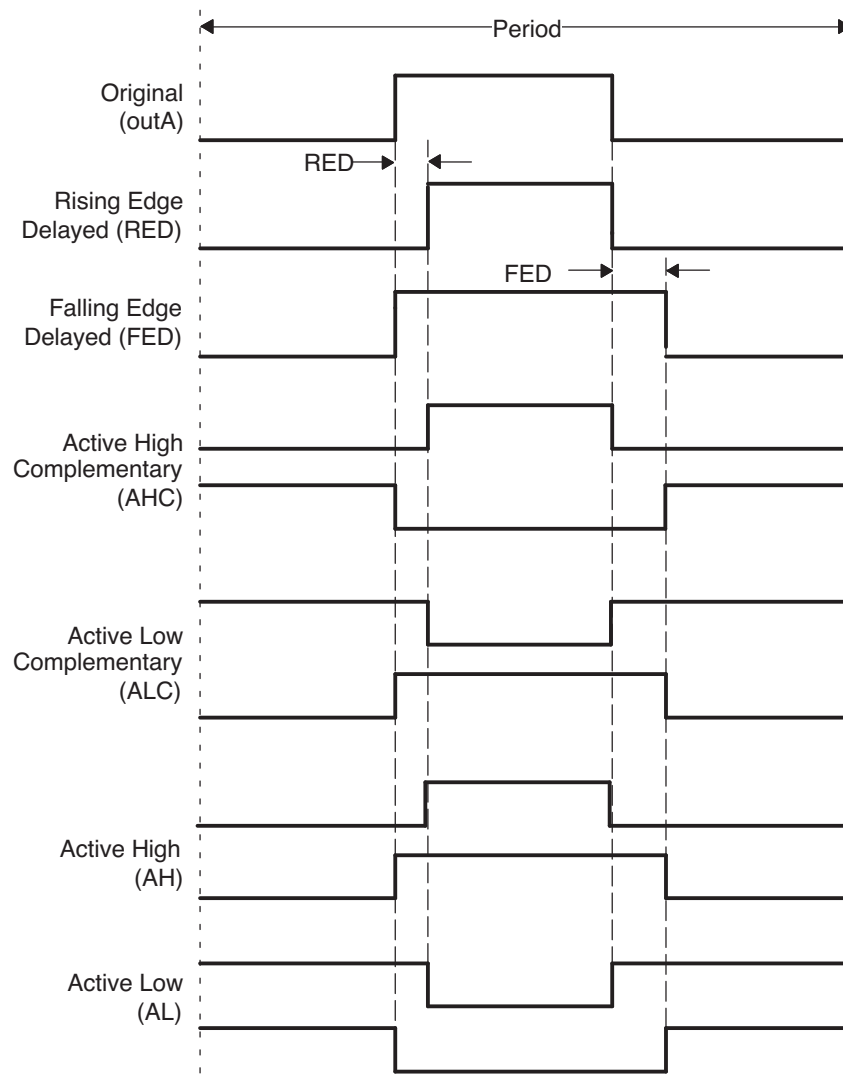 Period
Original
(outA)
RED
Rising Edge
Delayed (RED)
FED
Falling Edge
Delayed (FED)
Active High
Complementary
(AHC)
Active Low
Complementary
(ALC)
Active High
(AH)
Active Low
(AL)